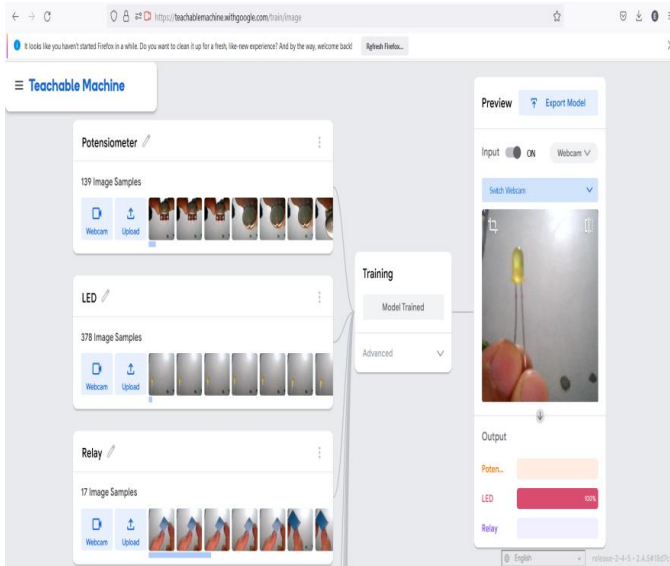 https://teachablemachine.withgoogle.com/train/image
It looks like you haven't started Firefox in a while. Do you want to clean it up for a fresh, like-new experience? And by the way, welcome back!
Refresh Firefox...
Teachable Machine
Potensiometer
139 Image Samples
Webcam
Upload
LED
378 Image Samples
Webcam
Upload
Relay
17 Image Samples
Webcam
Upload
Training
Model Trained
Advanced
Preview
Export Model
Input ON Webcam
Switch Webcam
Output
Poten...
LED 100%
Relay
English